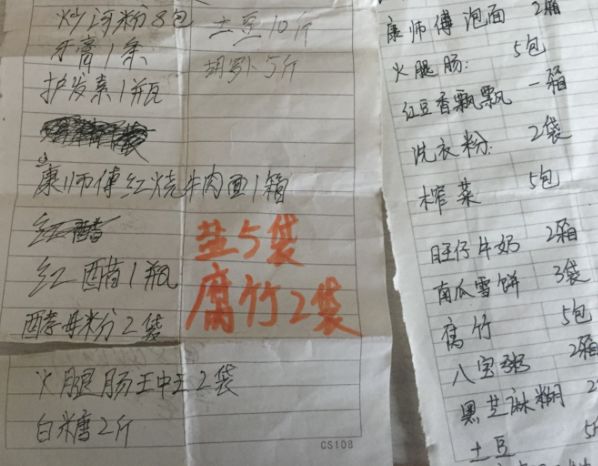 炒河粉8包
牙膏1条
护发素1瓶
康师傅红烧牛肉面1箱
红醋1瓶
酵母粉2袋
火腿肠王中王2袋
白糖2斤
土豆10斤
胡萝卜5斤
盐5袋
腐竹2袋
CS108
康师傅泡面 2箱
火腿肠: 5包
红豆香飘飘 一箱
洗衣粉: 2袋
榨菜 5包
旺仔牛奶 2箱
南瓜雪饼 3袋
腐竹 5包
八宝粥 2箱
黑芝麻糊 2
土豆 5